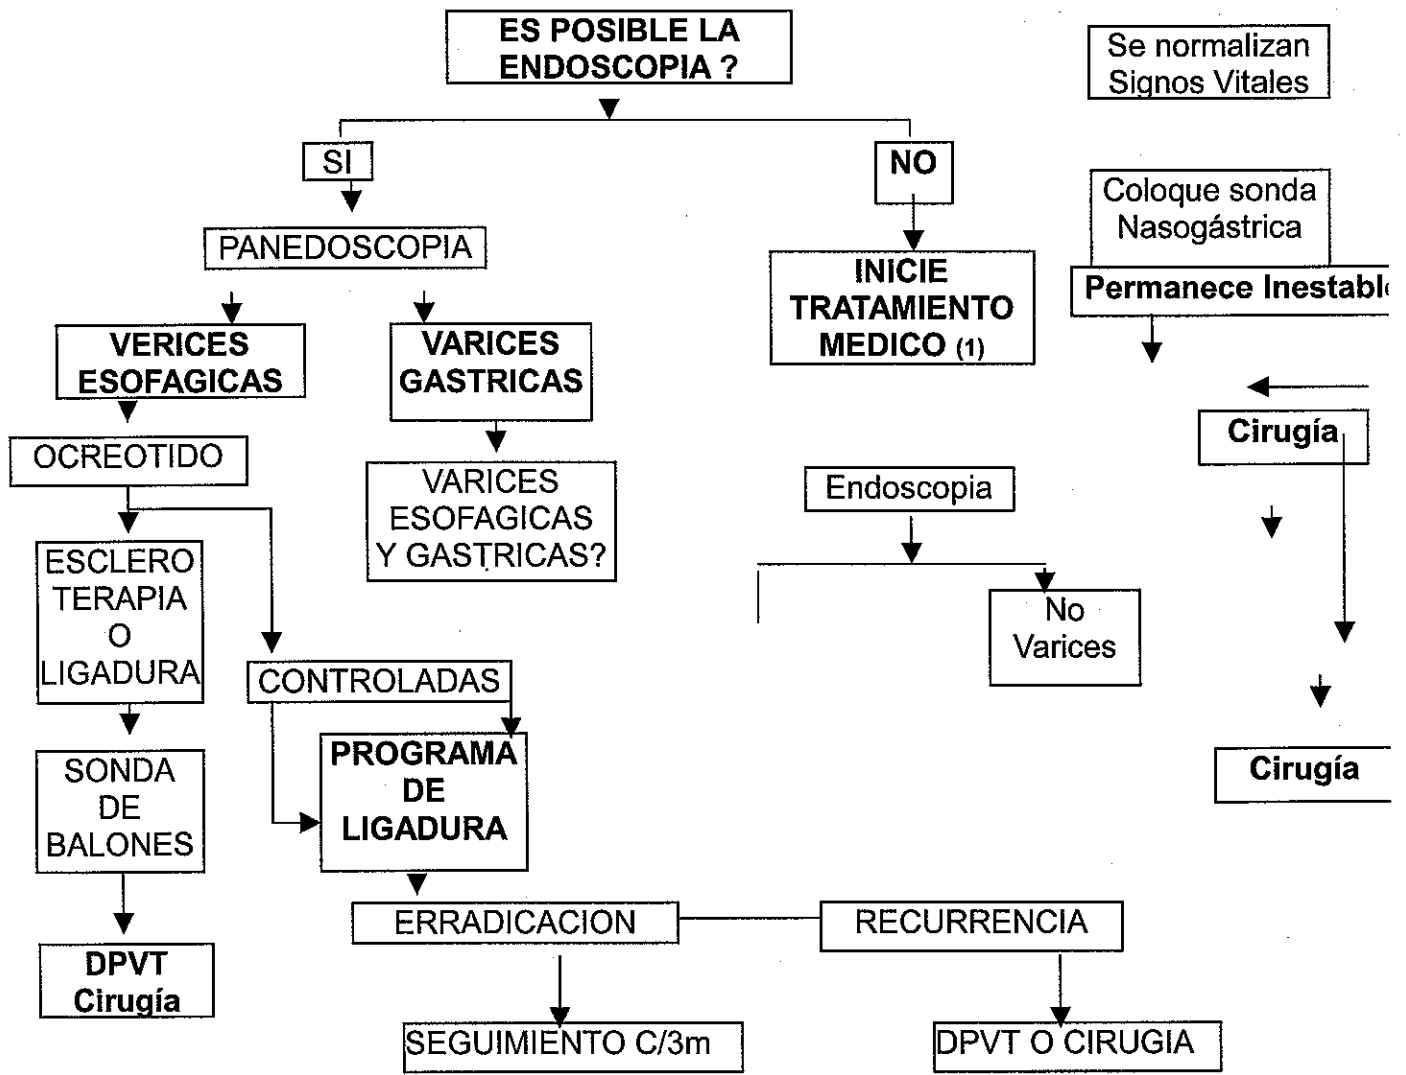 ES POSIBLE LA
ENDOSCOPIA ?
Se normalizan
Signos Vitales
SI
NO
Coloque sonda
Nasogástrica
PANEDOSCOPIA
INICIE
TRATAMIENTO
MEDICO (1)
Permanece Inestabl
VERICES
ESOFAGICAS
VARICES
GASTRICAS
Cirugía
OCREOTIDO
VARICES
ESOFAGICAS
Y GASTRICAS?
Endoscopia
ESCLERO
TERAPIA
O
LIGADURA
No
Varices
CONTROLADAS
PROGRAMA
DE
LIGADURA
Cirugía
SONDA
DE
BALONES
ERRADICACION
RECURRENCIA
DPVT
Cirugía
SEGUIMIENTO C/3m
DPVT O CIRUGIA